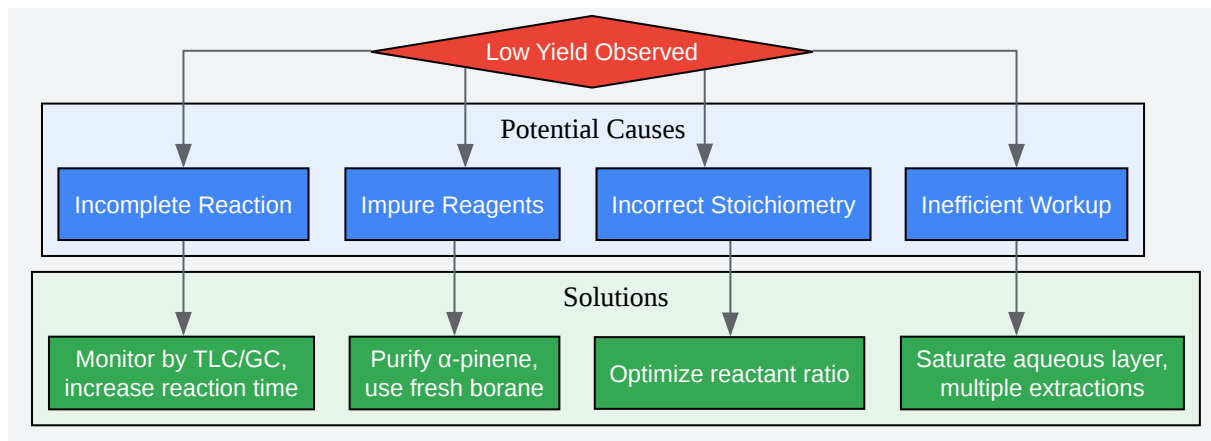 Low Yield Observed
Potential Causes
Incomplete Reaction
Impure Reagents
Incorrect Stoichiometry
Inefficient Workup
Solutions
Monitor by TLC/GC,
increase reaction time
Purify α-pinene,
use fresh borane
Optimize reactant ratio
Saturate aqueous layer,
multiple extractions